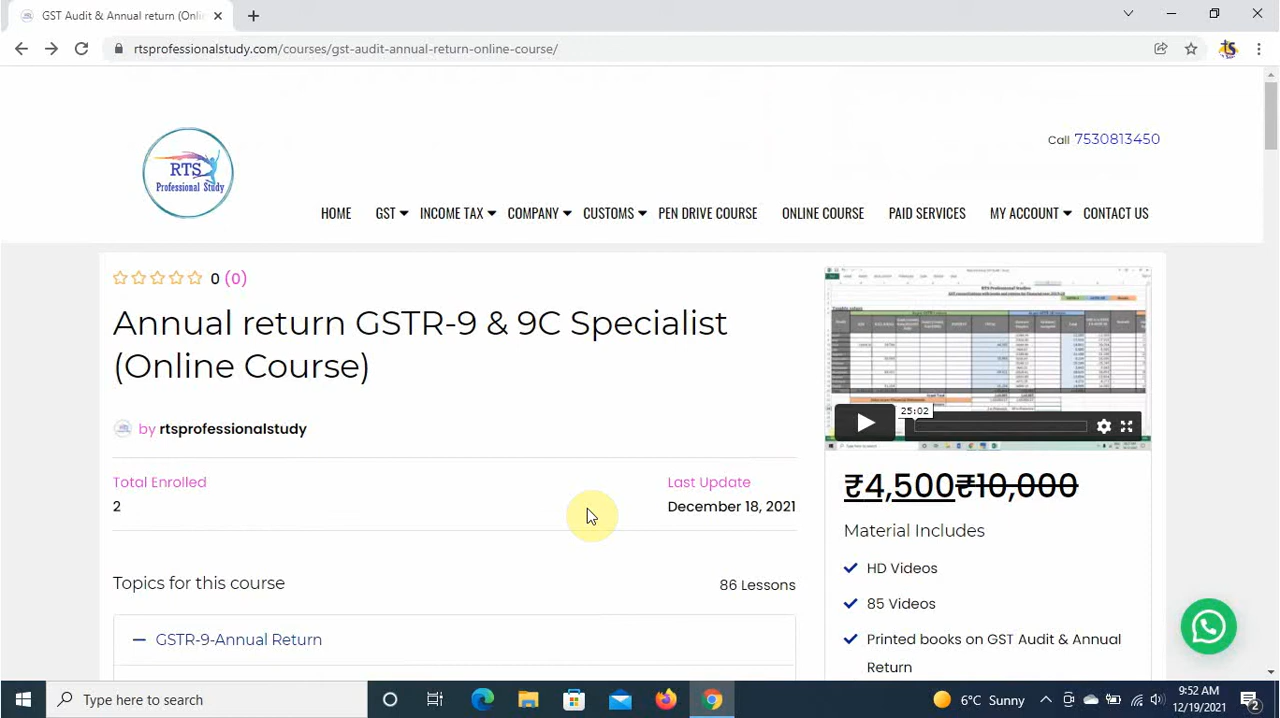 GST Audit & Annual return (Onli
rtsprofessionalstudy.com/courses/gst-audit-annual-return-online-course/
RTS
Professional Study
Call 7530813450
HOME GST INCOME TAX COMPANY CUSTOMS PEN DRIVE COURSE ONLINE COURSE PAID SERVICES MY ACCOUNT CONTACT US
0 (0)
Annual return GSTR-9 & 9C Specialist
(Online Course)
by rtsprofessionalstudy
Total Enrolled
2
Last Update
December 18, 2021
Topics for this course
86 Lessons
GSTR-9-Annual Return
RTS Professional Studies
25:02
₹4,500₹10,000
Material Includes
HD Videos
85 Videos
Printed books on GST Audit & Annual
Return
Type here to search
6°C Sunny
9:52 AM
12/19/2021
2